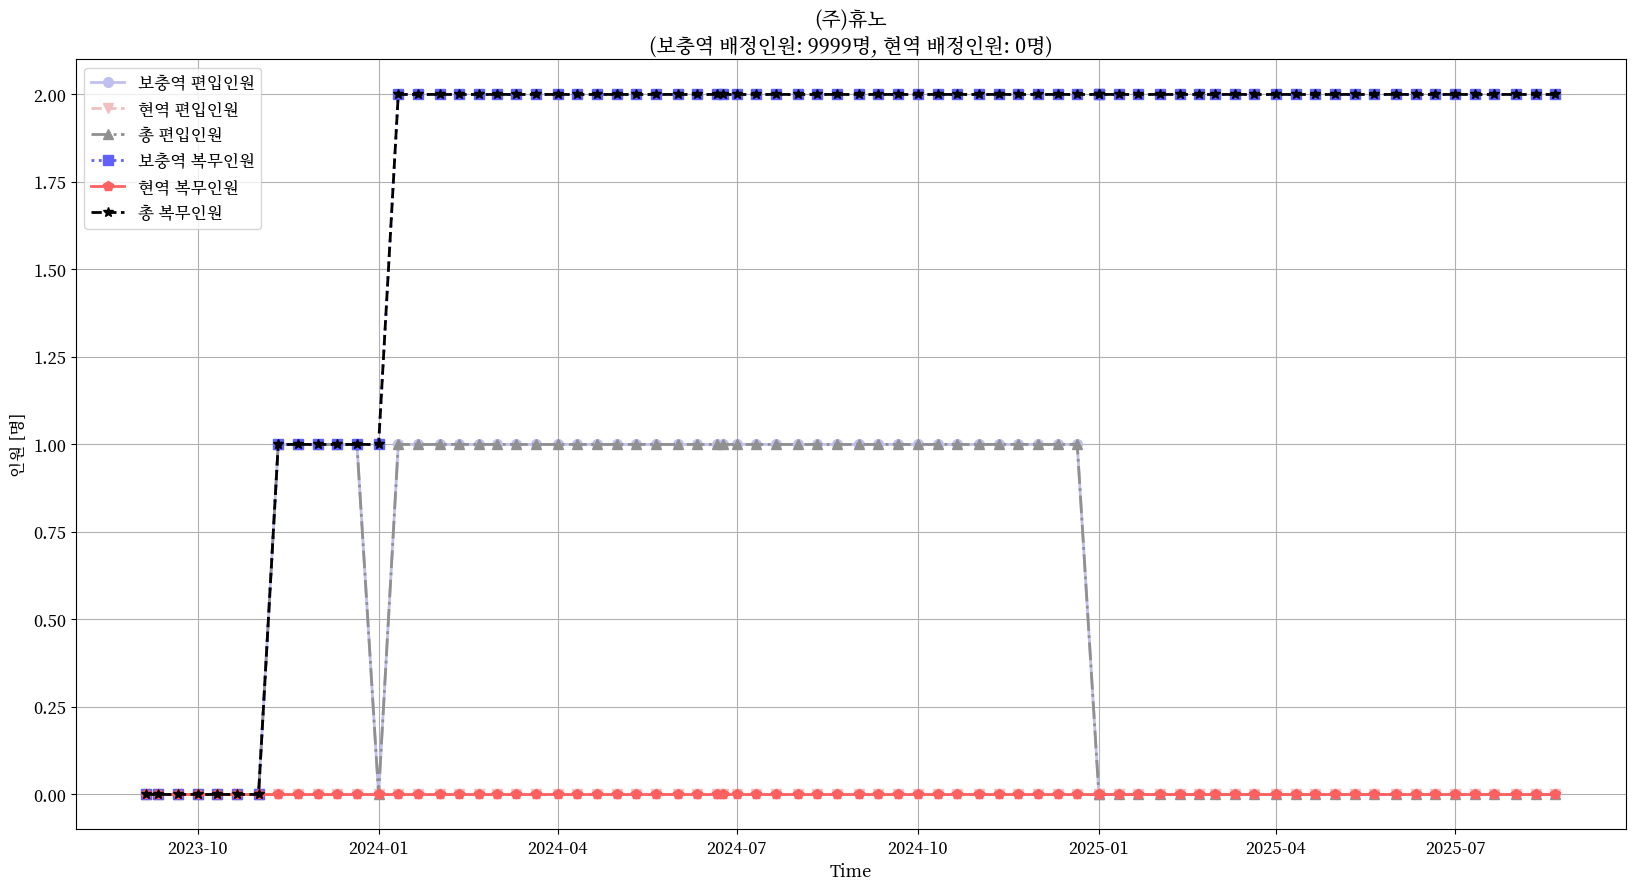 (주)휴노
(보충역 배정인원: 9999명, 현역 배정인원: 0명)
보충역 편입인원
현역 편입인원
총 편입인원
보충역 복무인원
현역 복무인원
총 복무인원
2.00
1.75
1.50
1.25
1.00
0.75
0.50
0.25
0.00
인원 [명]
2023-10
2024-01
2024-04
2024-07
2024-10
2025-01
2025-04
2025-07
Time